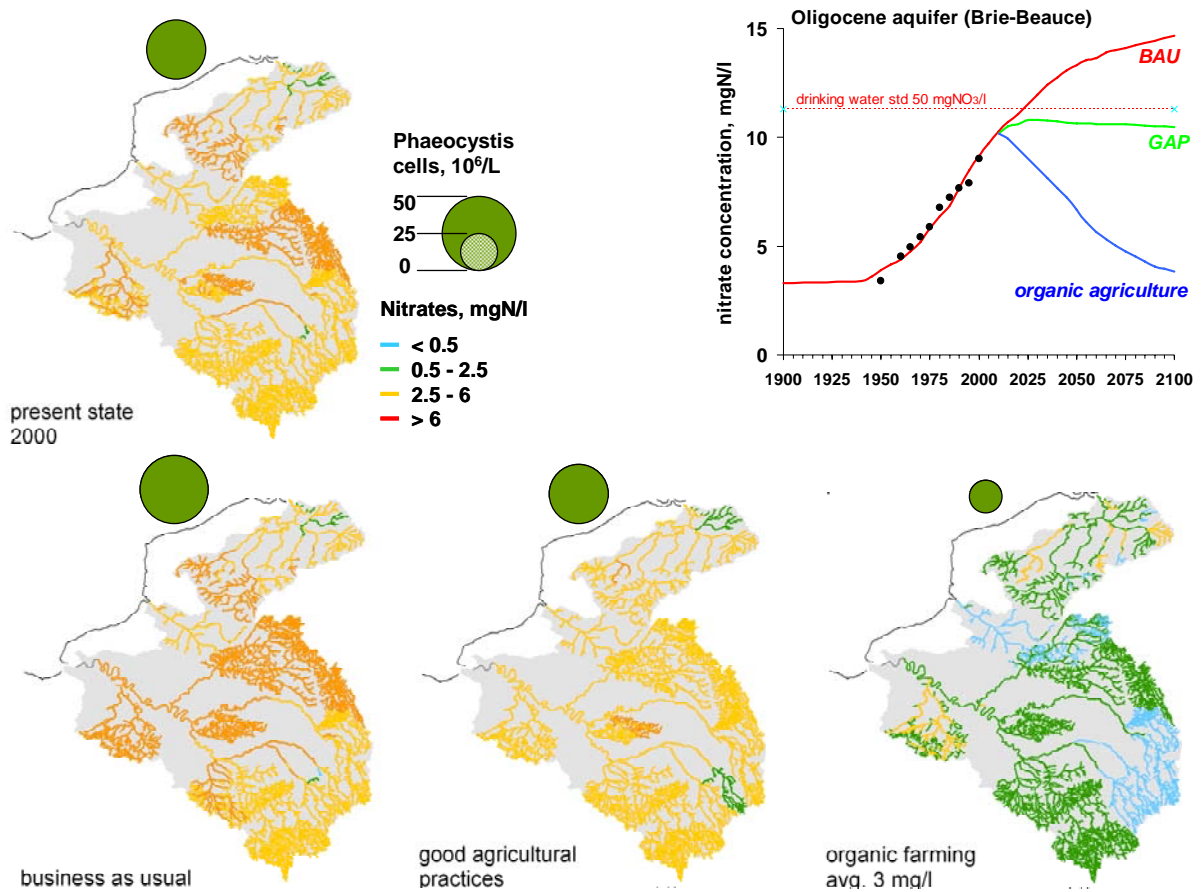 Oligocene aquifer (Brie-Beauce)
15
10
5
0
nitrate concentration, mgN/l
BAU
drinking water std 50 mgNO3/l
GAP
organic agriculture
1900 1925 1950 1975 2000 2025 2050 2075 2100
Phaeocystis
cells, 10⁶/L
50
25
0
Nitrates, mgN/l
< 0.5
0.5 - 2.5
2.5 - 6
> 6
present state
2000
business as usual
good agricultural
practices
organic farming
avg. 3 mg/l